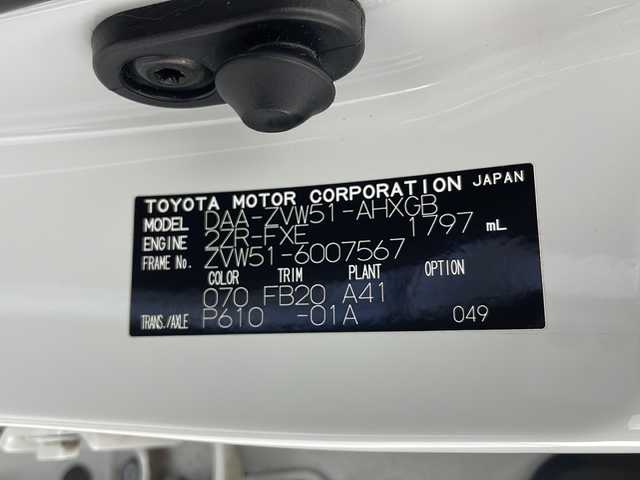 TOYOTA MOTOR CORPORATION JAPAN
MODEL DAA-ZVW51-AHXGB
ENGINE 2ZR-FXE 1797 mL
FRAME No. ZVW51-6007567
COLOR TRIM PLANT OPTION
070 FB20 A41
TRANS./AXLE P610 -01A 049